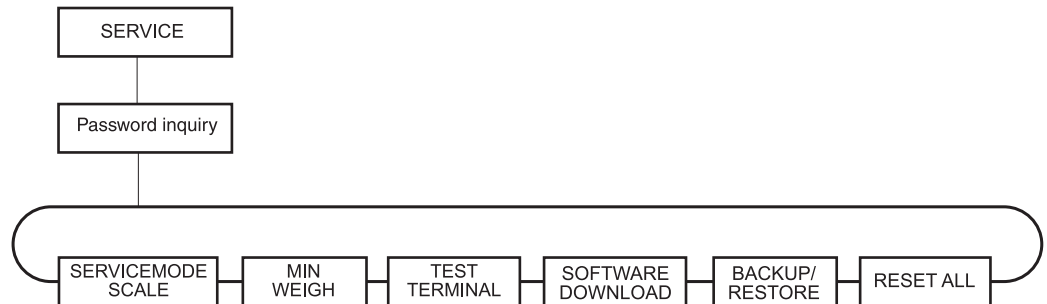 SERVICE
Password inquiry
SERVICEMODE
SCALE
MIN
WEIGH
TEST
TERMINAL
SOFTWARE
DOWNLOAD
BACKUP/
RESTORE
RESET ALL